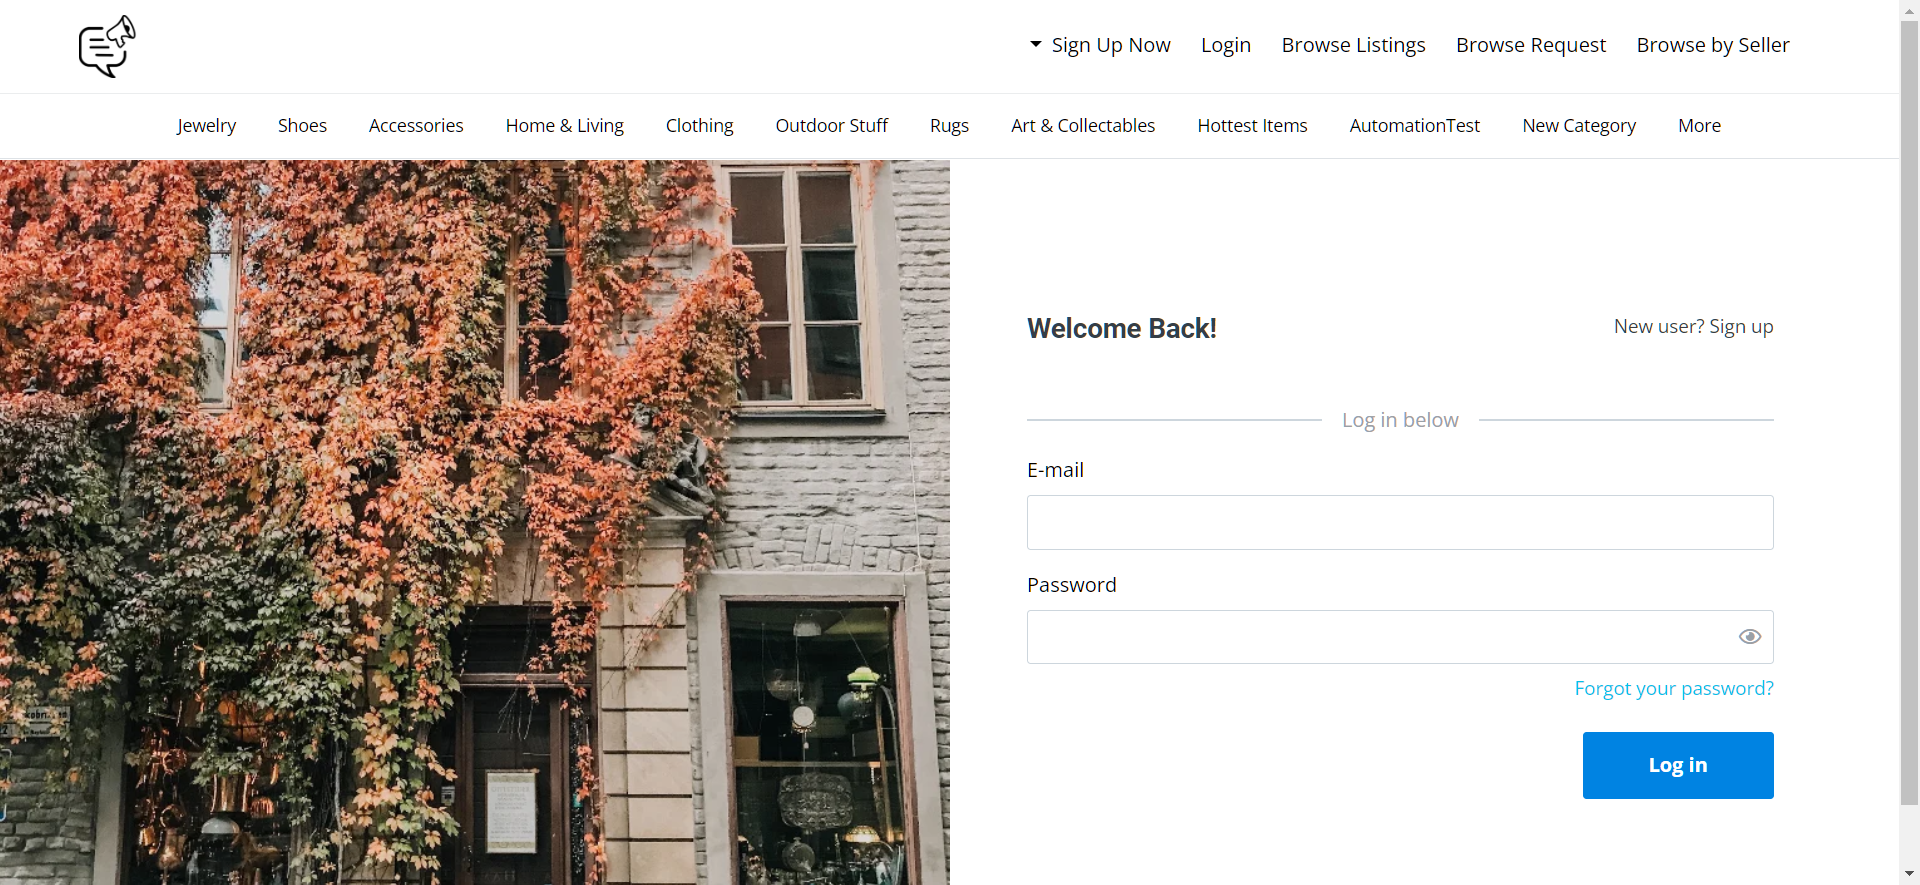 Sign Up Now Login Browse Listings Browse Request Browse by Seller
Jewelry Shoes Accessories Home & Living Clothing Outdoor Stuff Rugs Art & Collectables Hottest Items AutomationTest New Category More
Welcome Back!
New user? Sign up
Log in below
E-mail
Password
Forgot your password?
Log in